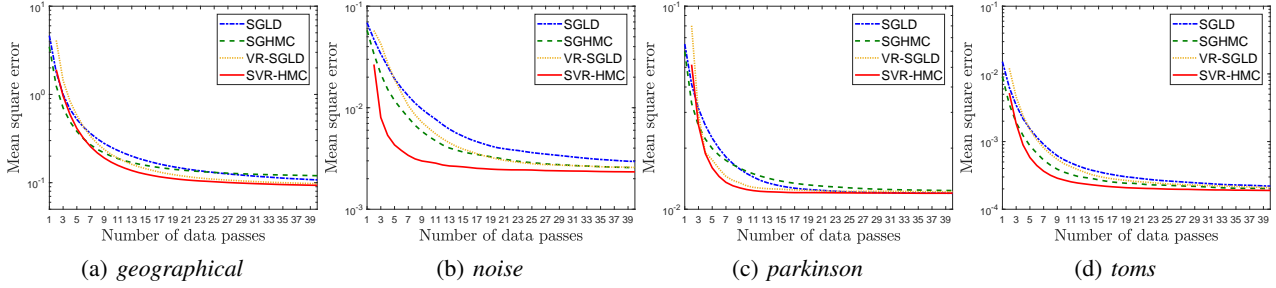 10^1
10^0
10^-1
Mean square error
SGLD
SGHMC
VR-SGLD
SVR-HMC
1 3 5 7 9 11 13 15 17 19 21 23 25 27 29 31 33 35 37 39
Number of data passes
(a) geographical
10^-1
10^-2
10^-3
Mean square error
SGLD
SGHMC
VR-SGLD
SVR-HMC
1 3 5 7 9 11 13 15 17 19 21 23 25 27 29 31 33 35 37 39
Number of data passes
(b) noise
10^-1
10^-2
Mean square error
SGLD
SGHMC
VR-SGLD
SVR-HMC
1 3 5 7 9 11 13 15 17 19 21 23 25 27 29 31 33 35 37 39
Number of data passes
(c) parkinson
10^-1
10^-2
10^-3
10^-4
Mean square error
SGLD
SGHMC
VR-SGLD
SVR-HMC
1 3 5 7 9 11 13 15 17 19 21 23 25 27 29 31 33 35 37 39
Number of data passes
(d) toms